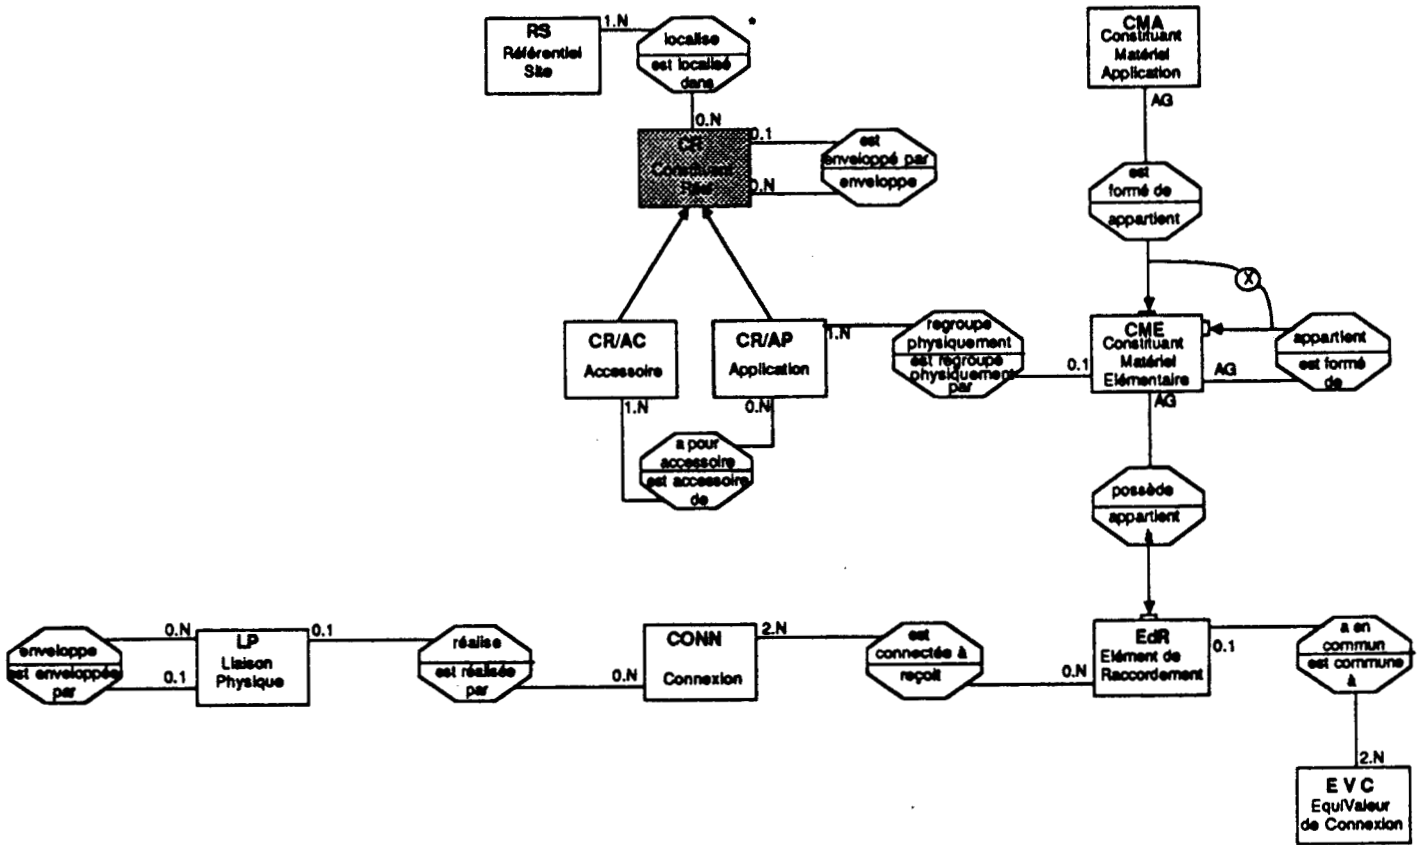 RS
Référentiel
Site
1.N
localise
est localisé
dans
*
CMA
Constituant
Matériel
Application
AG
0.N
CR
Constituant
Réel
0.1
0.N
est
enveloppé par
enveloppe
est
formé de
appartient
X
CR/AC
Accessoire
CR/AP
Application
1.N
regroupe
physiquement
est regroupé
physiquement
par
0.1
CME
Constituant
Matériel
Elémentaire
AG
appartient
est formé
de
1.N
0.N
AG
a pour
accessoire
est accessoire
de
possède
appartient
enveloppe
est enveloppée
par
0.N
0.1
LP
Liaison
Physique
0.1
réalise
est réalisée
par
0.N
CONN
Connexion
2.N
est
connectée à
reçoit
0.N
EdR
Elément de
Raccordement
0.1
a en
commun
est commune
à
2.N
E V C
EquiValeur
de Connexion